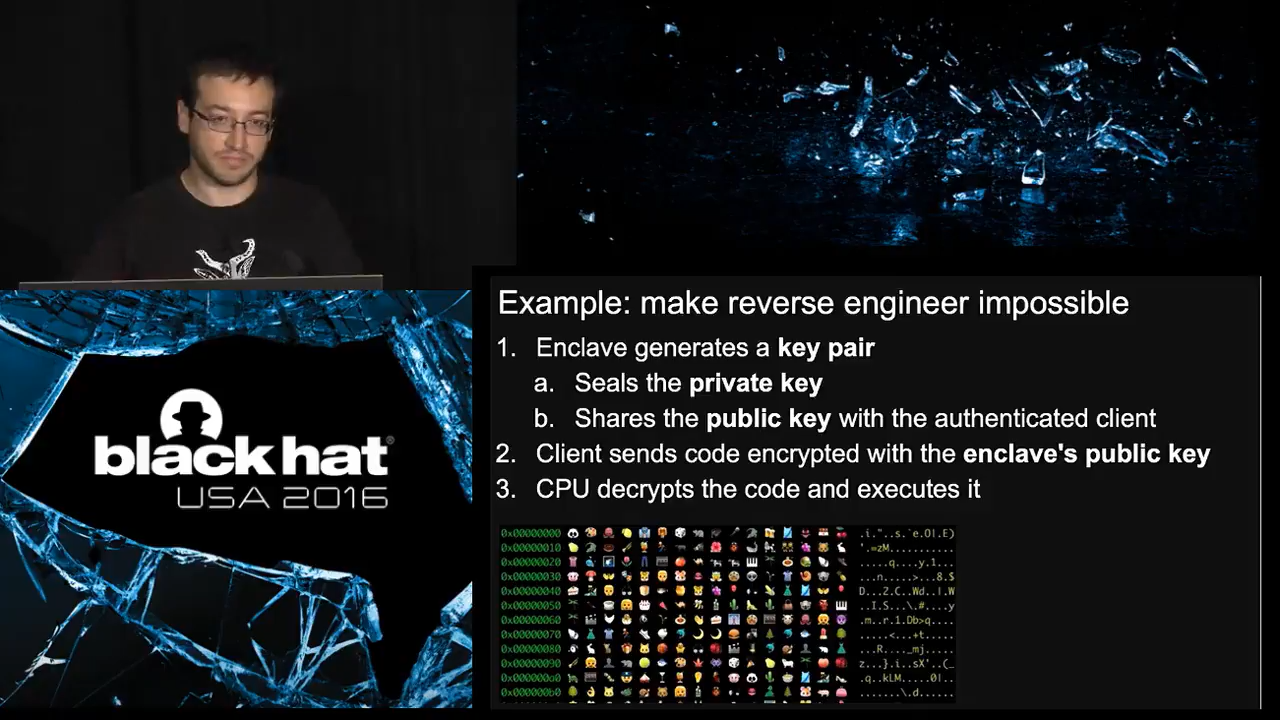 Example: make reverse engineer impossible
1. Enclave generates a key pair
a. Seals the private key
b. Shares the public key with the authenticated client
2. Client sends code encrypted with the enclave's public key
3. CPU decrypts the code and executes it
black hat®
USA 2016
0x00000000
0x00000010
0x00000020
0x00000030
0x00000040
0x00000050
0x00000060
0x00000070
0x00000080
0x00000090
0x000000a0
0x000000b0